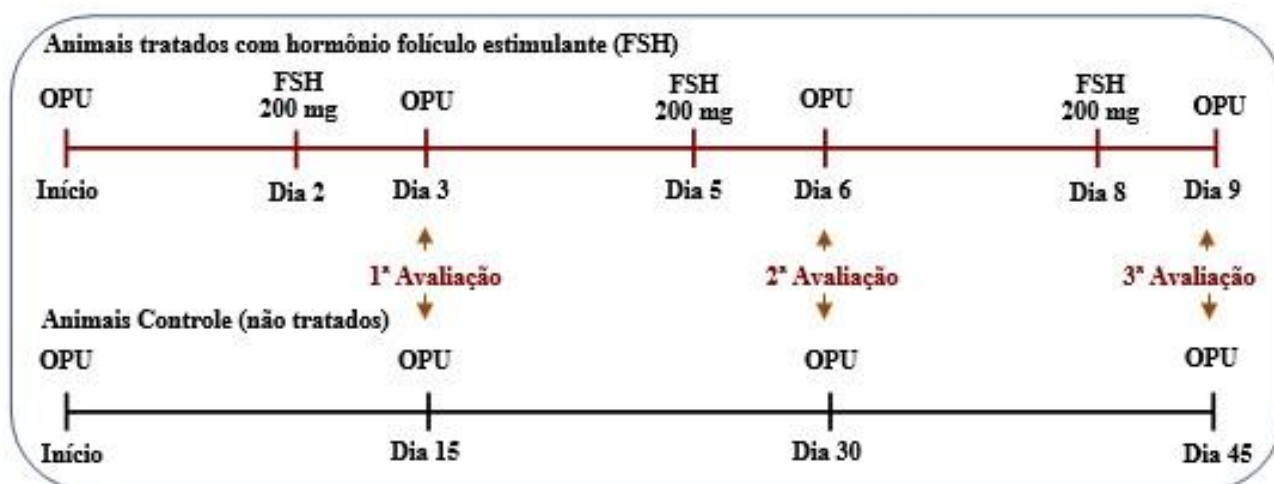 Animais tratados com hormônio folículo estimulante (FSH)
OPU
FSH
200 mg
OPU
FSH
200 mg
OPU
FSH
200 mg
OPU
Início
Dia 2
Dia 3
Dia 5
Dia 6
Dia 8
Dia 9
1ª Avaliação
2ª Avaliação
3ª Avaliação
Animais Controle (não tratados)
OPU
OPU
OPU
OPU
Início
Dia 15
Dia 30
Dia 45